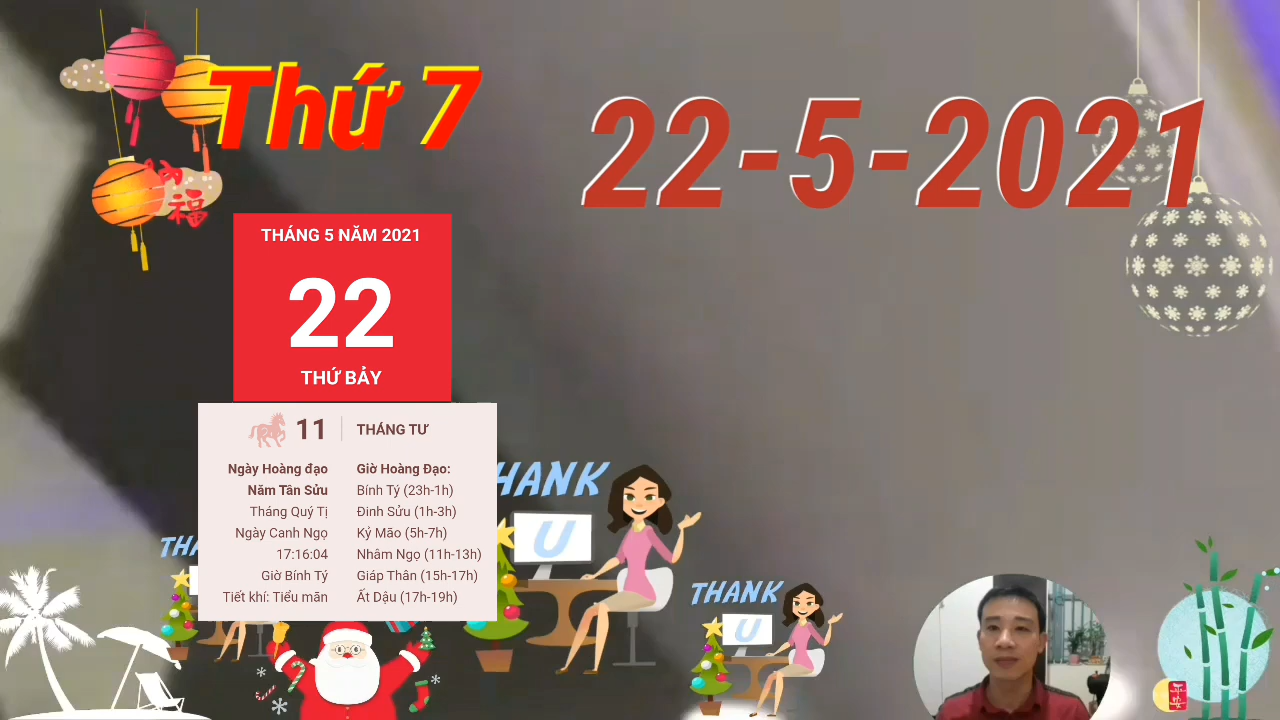 Thứ 7
22-5-2021
福
THÁNG 5 NĂM 2021
22
THỨ BẢY
11
THÁNG TƯ
Ngày Hoàng đạo
Năm Tân Sửu
Tháng Quý Tị
Ngày Canh Ngọ
17:16:04
Giờ Bính Tý
Tiết khí: Tiểu mãn
Giờ Hoàng Đạo:
Bính Tý (23h-1h)
Đinh Sửu (1h-3h)
Kỷ Mão (5h-7h)
Nhâm Ngọ (11h-13h)
Giáp Thân (15h-17h)
Ất Dậu (17h-19h)
HANK
U
THA
THANK
U